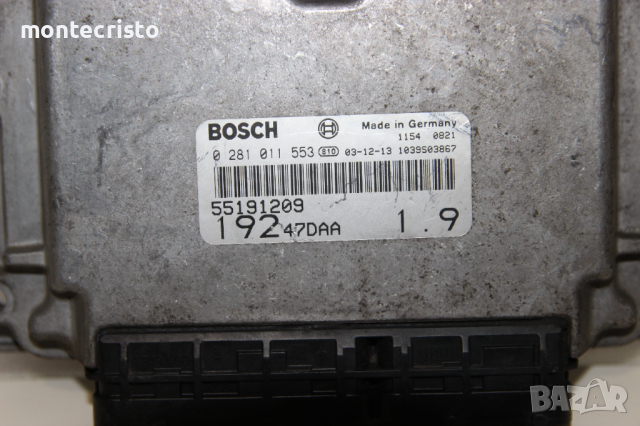 montecristo
BOSCH Made in Germany
1154 0821
0 281 011 553 810 03-12-13 1039S03867
55191209
192 47DAA 1.9
BAZAR